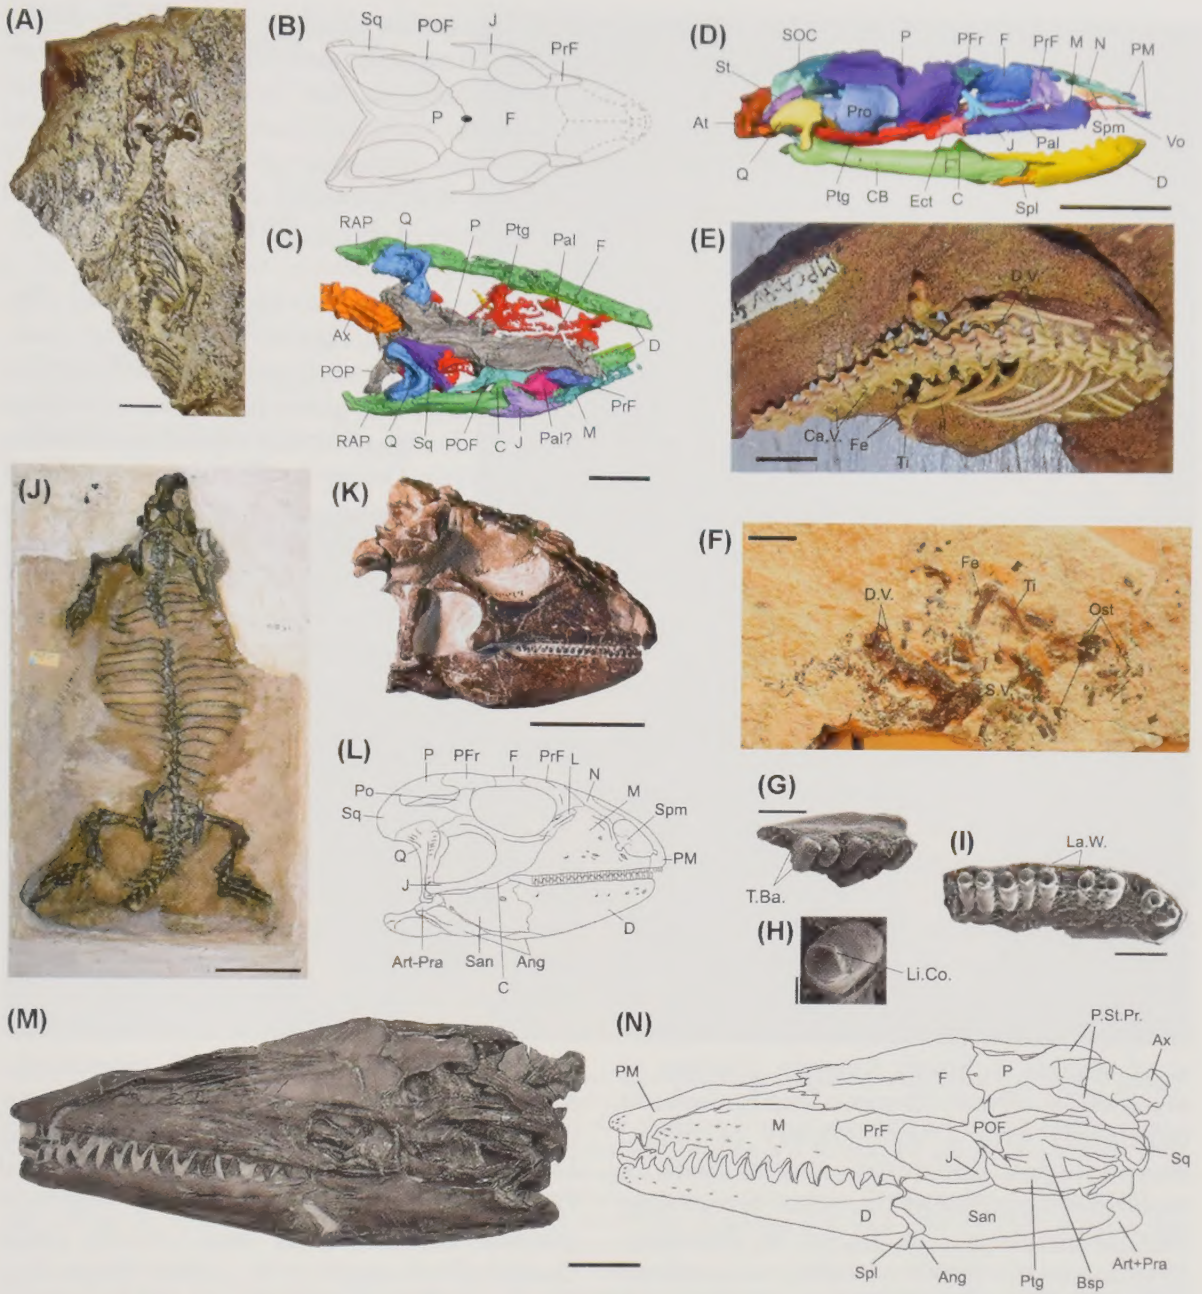 (A)
(B)
Sq
POF
J
PrF
P
F
(C)
RAP
Q
P
Ptg
Pal
F
Ax
POP
D
PrF
RAP
Q
Sq
POF
C
J
Pal?
M
(D)
SOC
P
PFr
F
PrF
M
N
PM
St
At
Pro
Q
Ptg
CB
Ect
C
J
Pal
Spl
Spm
Vo
D
(E)
D.V.
Ca.V.
Fe
Il
Ti
(F)
D.V.
Fe
Ti
Ost
S.V.
(G)
T.Ba.
(H)
Li.Co.
(I)
La.W.
(J)
(K)
(L)
P
PFr
F
PrF
L
N
M
Spm
Po
Sq
Q
PM
J
D
Art-Pra
San
Ang
C
(M)
(N)
P.St.Pr.
Ax
PM
F
P
M
PrF
POF
J
Sq
D
San
Spl
Ang
Ptg
Bsp
Art+Pra